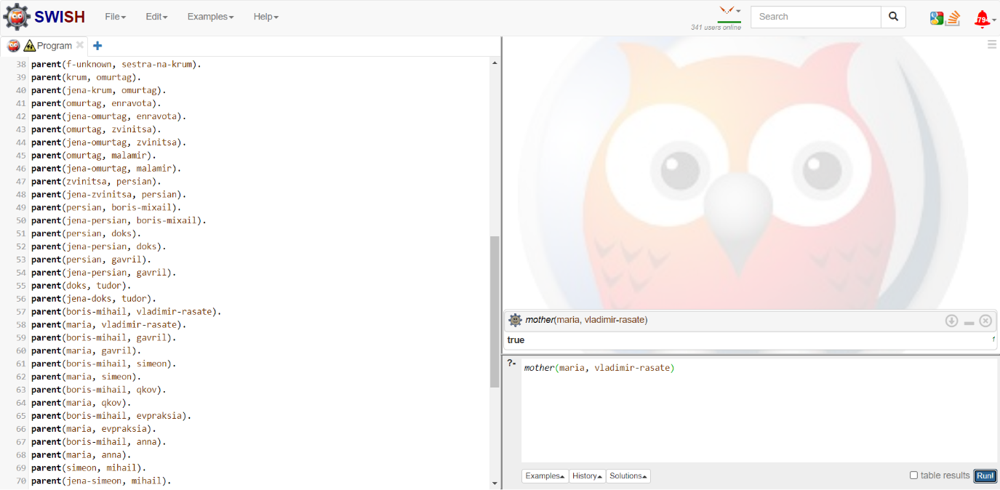 SWISH File Edit Examples Help 341 users online Search 79+
Program
38 parent(f-unknown, sestra-na-krum).
39 parent(krum, omurtag).
40 parent(jena-krum, omurtag).
41 parent(omurtag, enravota).
42 parent(jena-omurtag, enravota).
43 parent(omurtag, zvinitsa).
44 parent(jena-omurtag, zvinitsa).
45 parent(omurtag, malamir).
46 parent(jena-omurtag, malamir).
47 parent(zvinitsa, persian).
48 parent(jena-zvinitsa, persian).
49 parent(persian, boris-mixail).
50 parent(jena-persian, boris-mixail).
51 parent(persian, doks).
52 parent(jena-persian, doks).
53 parent(persian, gavril).
54 parent(jena-persian, gavril).
55 parent(doks, tudor).
56 parent(jena-doks, tudor).
57 parent(boris-mihail, vladimir-rasate).
58 parent(maria, vladimir-rasate).
59 parent(boris-mihail, gavril).
60 parent(maria, gavril).
61 parent(boris-mihail, simeon).
62 parent(maria, simeon).
63 parent(boris-mihail, qkov).
64 parent(maria, qkov).
65 parent(boris-mihail, evpraksia).
66 parent(maria, evpraksia).
67 parent(boris-mihail, anna).
68 parent(maria, anna).
69 parent(simeon, mihail).
70 parent(jena-simeon, mihail).
mother(maria, vladimir-rasate)
true 1
?- mother(maria, vladimir-rasate)
Examples History Solutions table results Run!